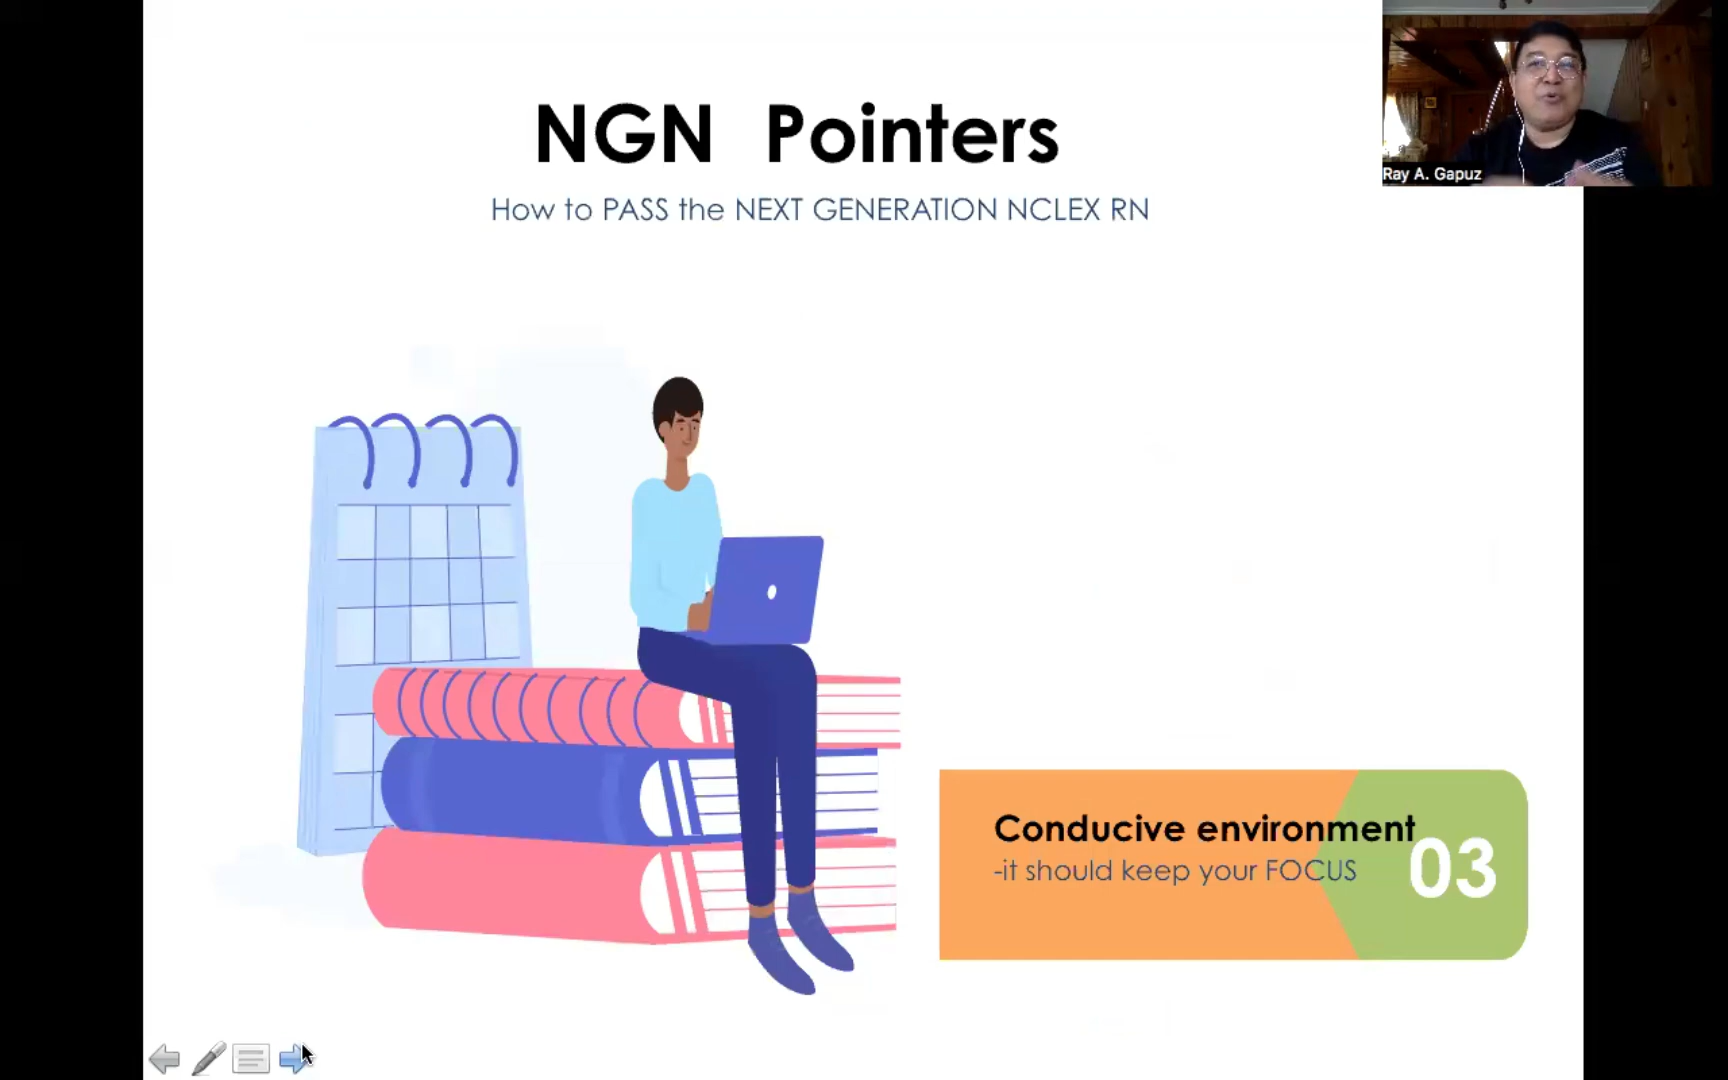 NGN Pointers
How to PASS the NEXT GENERATION NCLEX RN
Ray A. Gapuz
Conducive environment
-it should keep your FOCUS
03